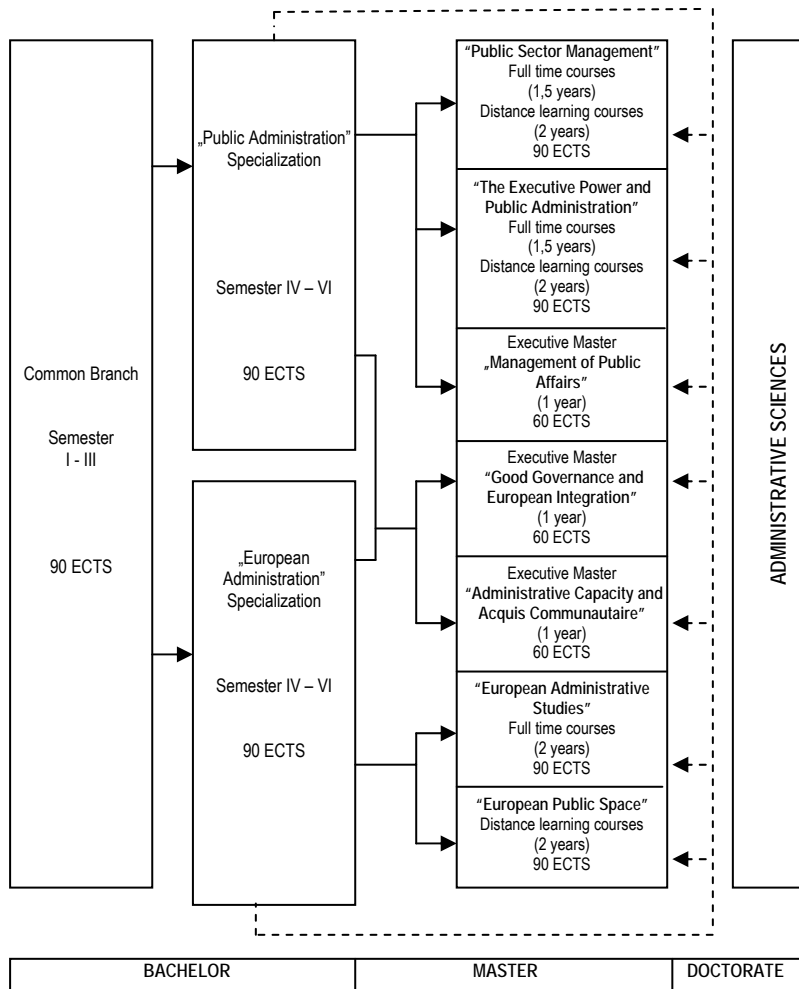 Common Branch
Semester
I - III
90 ECTS
„Public Administration”
Specialization
Semester IV – VI
90 ECTS
„European
Administration”
Specialization
Semester IV – VI
90 ECTS
“Public Sector Management”
Full time courses
(1,5 years)
Distance learning courses
(2 years)
90 ECTS
“The Executive Power and
Public Administration”
Full time courses
(1,5 years)
Distance learning courses
(2 years)
90 ECTS
Executive Master
„Management of Public
Affairs”
(1 year)
60 ECTS
Executive Master
“Good Governance and
European Integration”
(1 year)
60 ECTS
Executive Master
“Administrative Capacity and
Acquis Communautaire”
(1 year)
60 ECTS
“European Administrative
Studies”
Full time courses
(2 years)
90 ECTS
“European Public Space”
Distance learning courses
(2 years)
90 ECTS
ADMINISTRATIVE SCIENCES
BACHELOR
MASTER
DOCTORATE